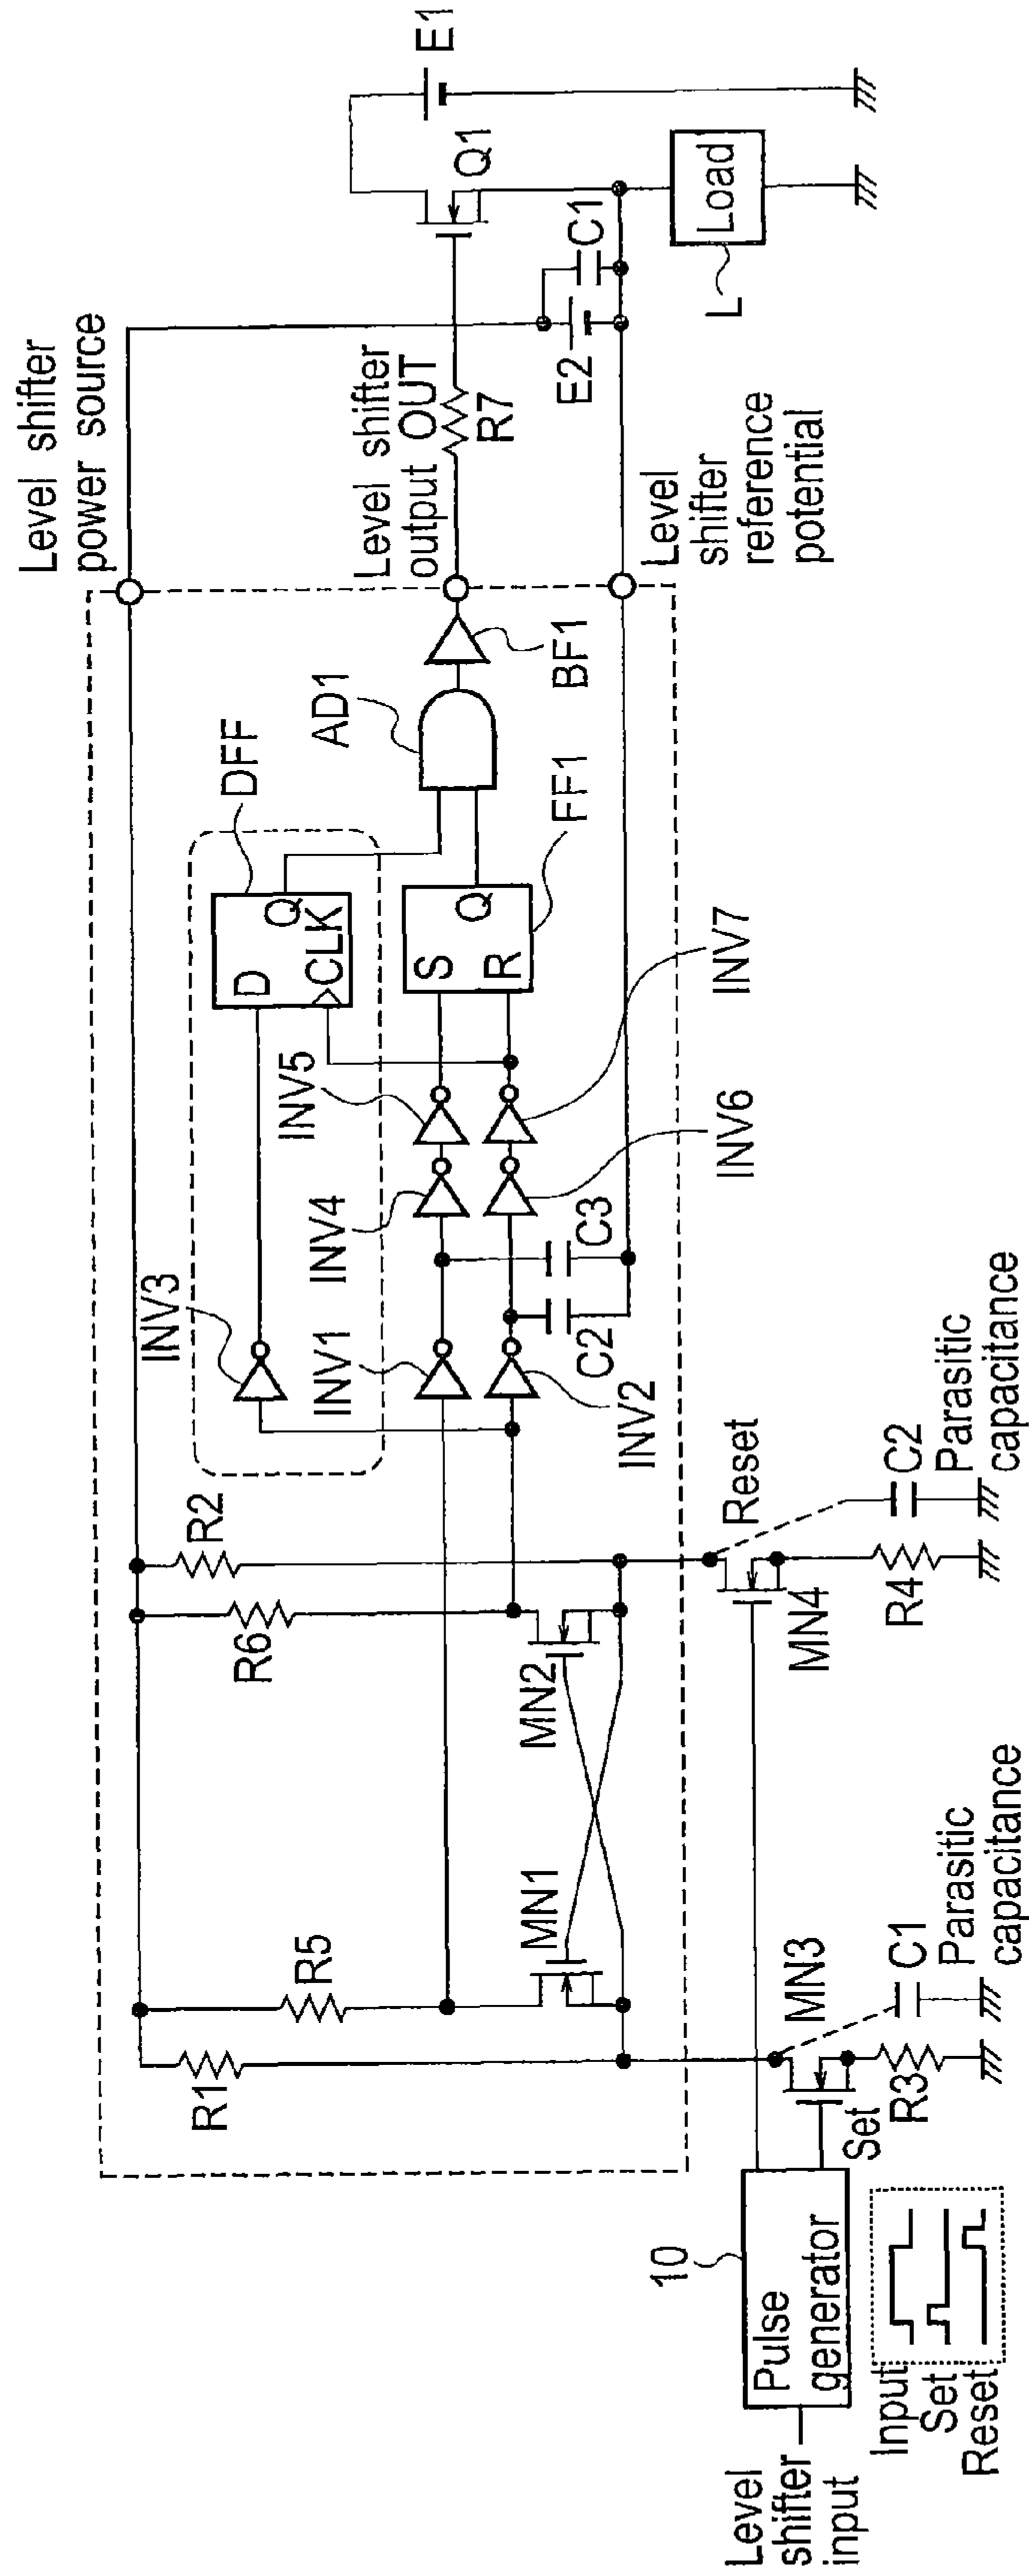 Level shifter
power source
Level shifter
output OUT
Level
shifter
reference
potential
E1
Q1
C1
E2
R7
Load
L
DFF
AD1
BF1
FF1
D
Q
CLK
S
R
Q
INV3
INV1
INV4
INV5
INV2
INV6
INV7
C2
C3
R2
R6
R5
R1
MN2
MN1
Reset
MN4
R4
C2
Parasitic
capacitance
MN3
Set
R3
C1
Parasitic
capacitance
10
Pulse
generator
Level
shifter
input
Input
Set
Reset